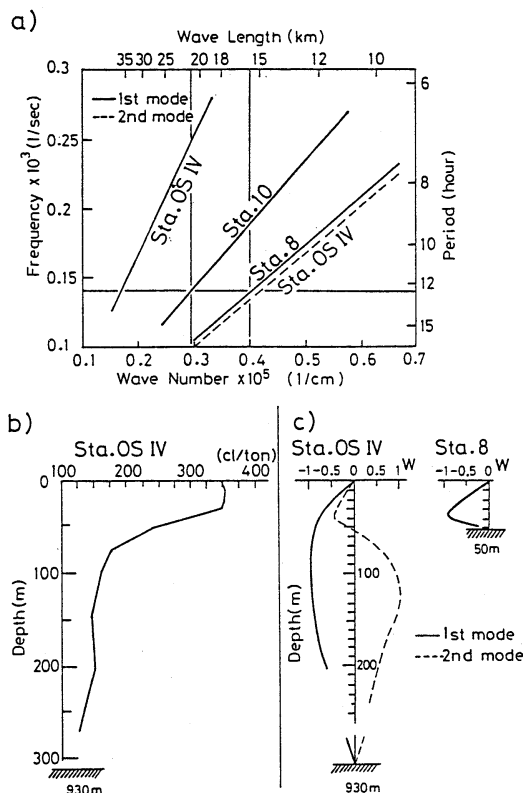 a)
Wave Length (km)
35 30 25 20 18 16 15 12 11 10
Frequency x 10³ (1/sec)
0.3
0.25
0.2
0.15
0.1
1st mode
2nd mode
Sta. OS IV
Sta.10
Sta. 8
Sta. OS IV
6
8
10
12
15
Period (hour)
0.1 0.2 0.3 0.4 0.5 0.6 0.7
Wave Number x10⁵ (1/cm)
b)
Sta.OS IV
(cl/ton)
100 200 300 400
0
100
200
300
Depth(m)
930m
c)
Sta.OS IV
-1 -0.5 0 0.5 1 W
Depth(m)
100
200
930m
Sta.8
W
-1 -0.5 0
50m
1st mode
2nd mode